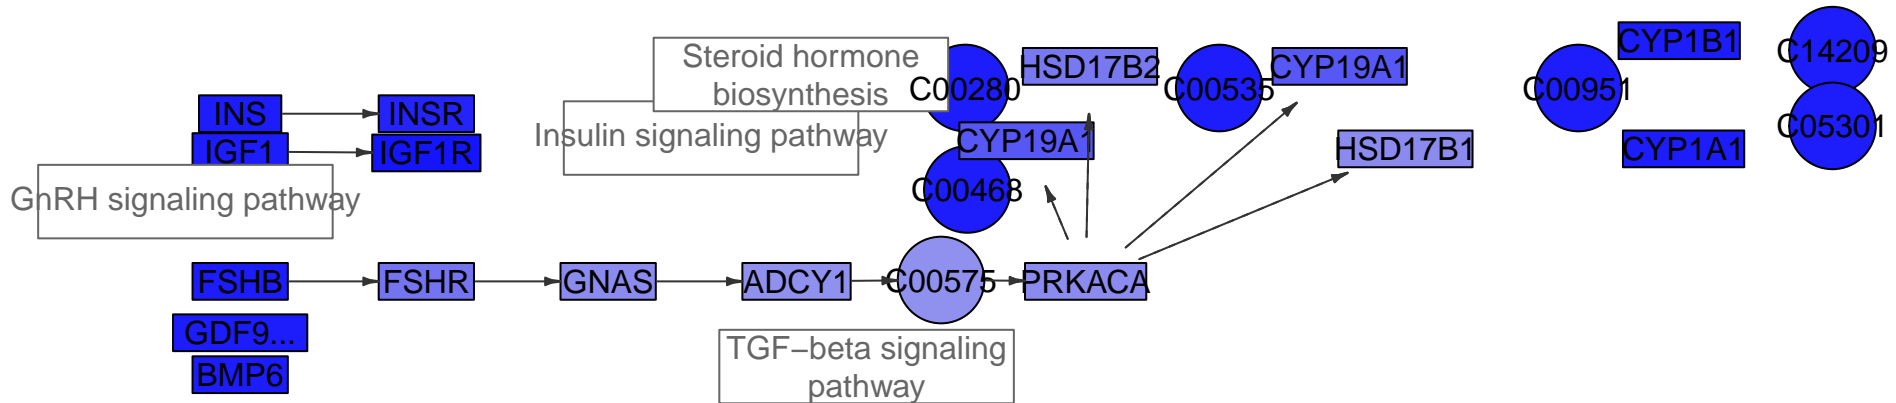 Steroid hormone
biosynthesis
C00280
HSD17B2
C00535
CYP19A1
C00951
CYP1B1
C14209
C05301
INS
INSR
IGF1
IGF1R
Insulin signaling pathway
CYP19A1
HSD17B1
CYP1A1
C00468
GnRH signaling pathway
FSHB
FSHR
GNAS
ADCY1
C00575
PRKACA
GDF9...
BMP6
TGF−beta signaling
pathway